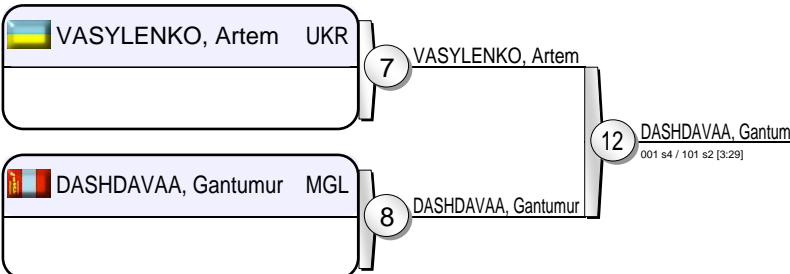 VASYLENKO, Artem UKR
7
VASYLENKO, Artem
12
DASHDAVAA, Gantum
001 s4 / 101 s2 [3:29]
DASHDAVAA, Gantumur MGL
8
DASHDAVAA, Gantumur